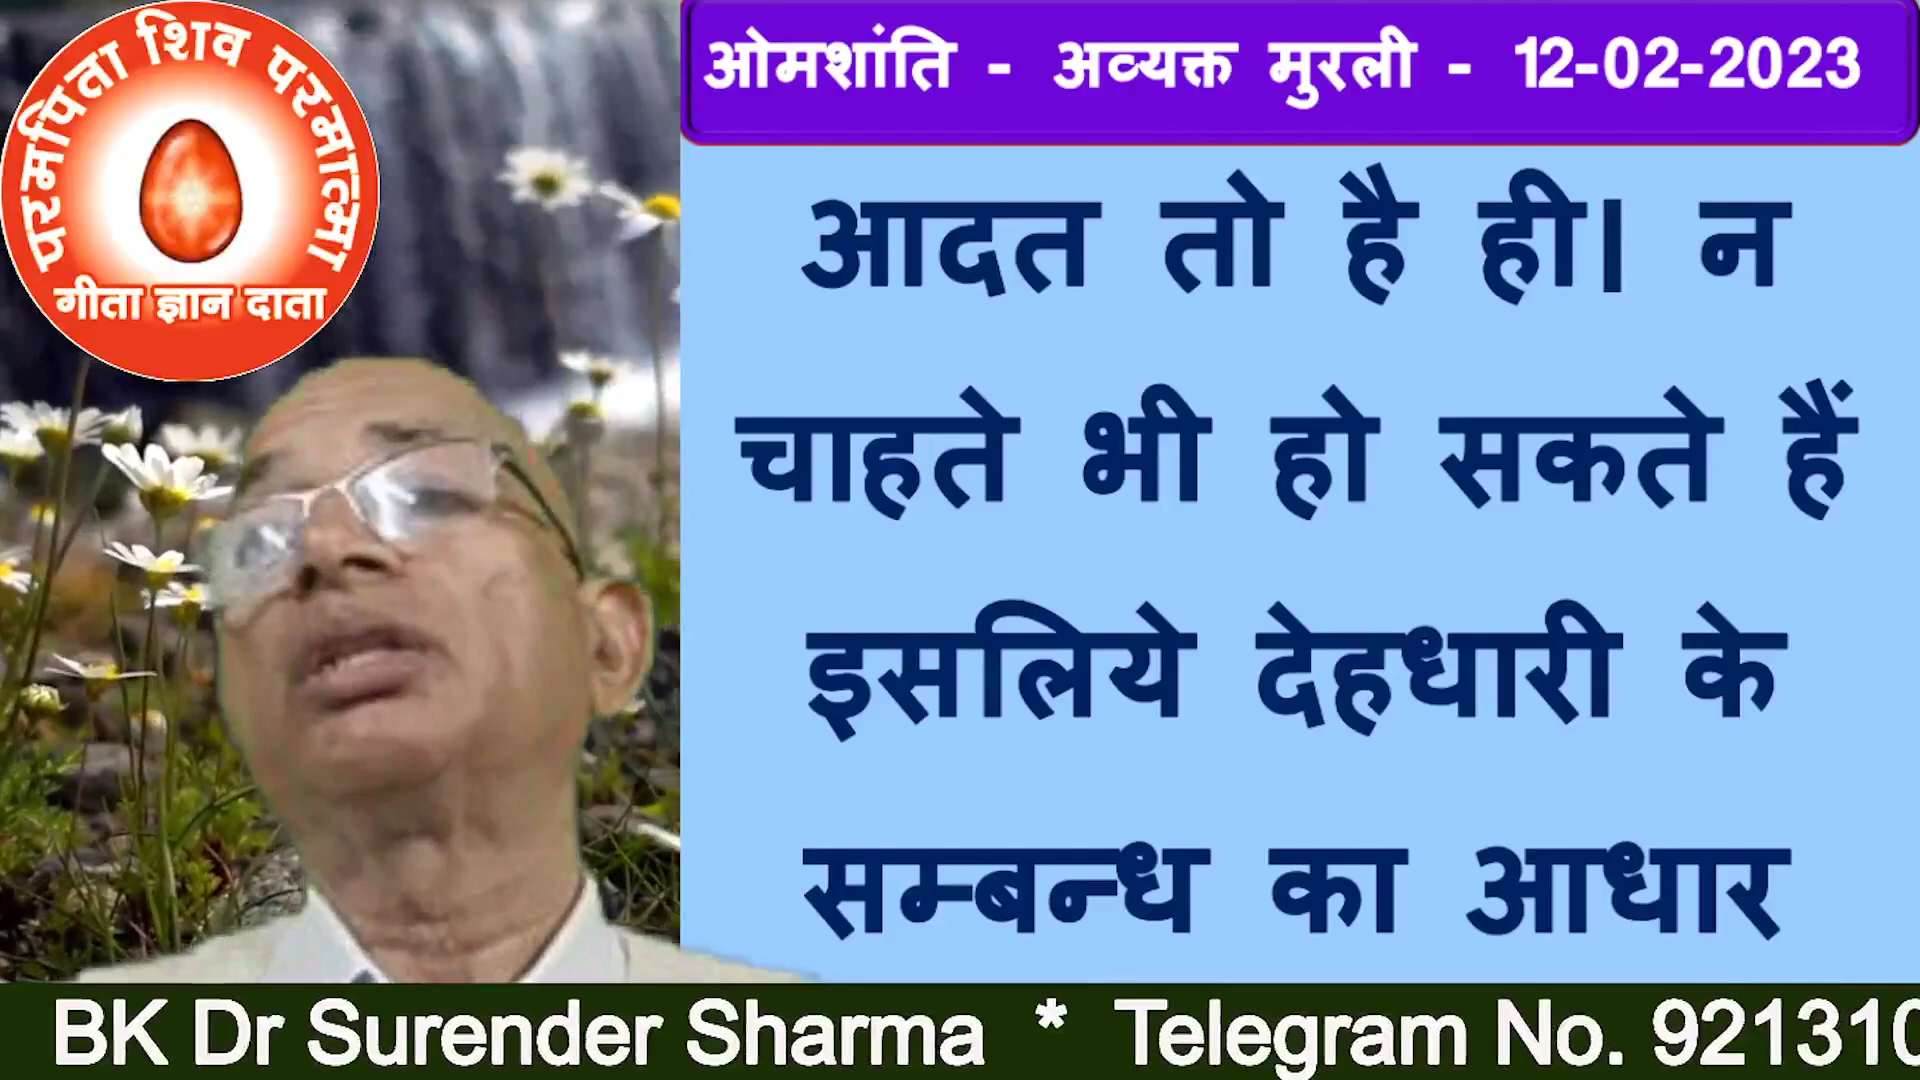 परमपिता शिव परमात्मा
गीता ज्ञान दाता
ओमशांति - अव्यक्त मुरली - 12-02-2023
आदत तो है ही। न
चाहते भी हो सकते हैं
इसलिये देहधारी के
सम्बन्ध का आधार
BK Dr Surender Sharma * Telegram No. 921310